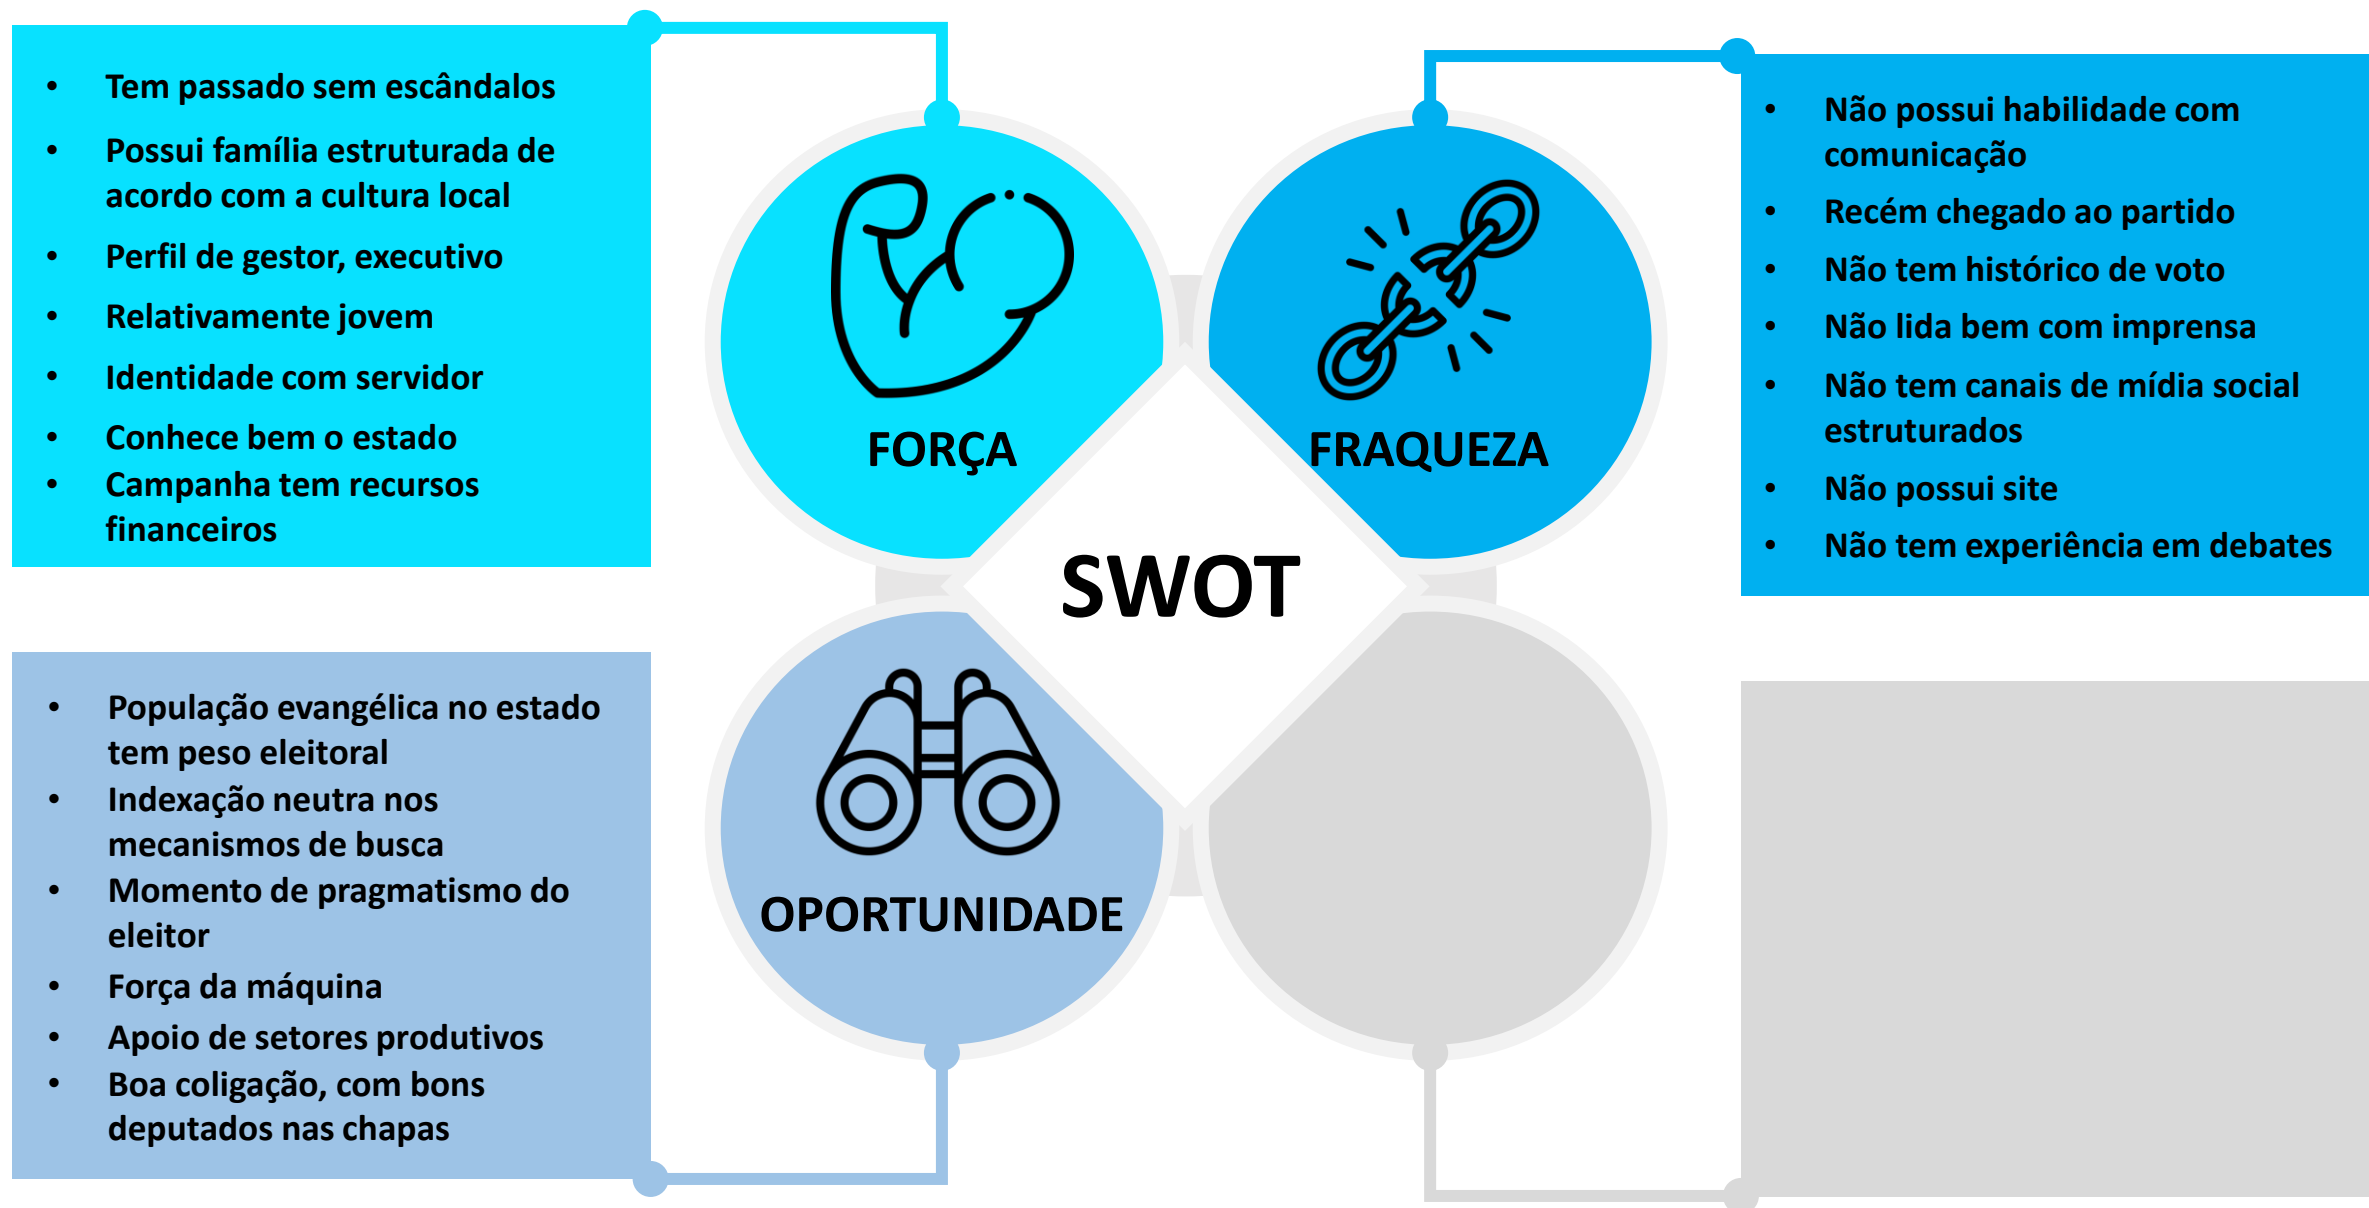 • Tem passado sem escândalos
• Possui família estruturada de
acordo com a cultura local
• Perfil de gestor, executivo
• Relativamente jovem
• Identidade com servidor
• Conhece bem o estado
• Campanha tem recursos
financeiros
FORÇA
FRAQUEZA
• Não possui habilidade com
comunicação
• Recém chegado ao partido
• Não tem histórico de voto
• Não lida bem com imprensa
• Não tem canais de mídia social
estruturados
• Não possui site
• Não tem experiência em debates
SWOT
• População evangélica no estado
tem peso eleitoral
• Indexação neutra nos
mecanismos de busca
• Momento de pragmatismo do
eleitor
• Força da máquina
• Apoio de setores produtivos
• Boa coligação, com bons
deputados nas chapas
OPORTUNIDADE